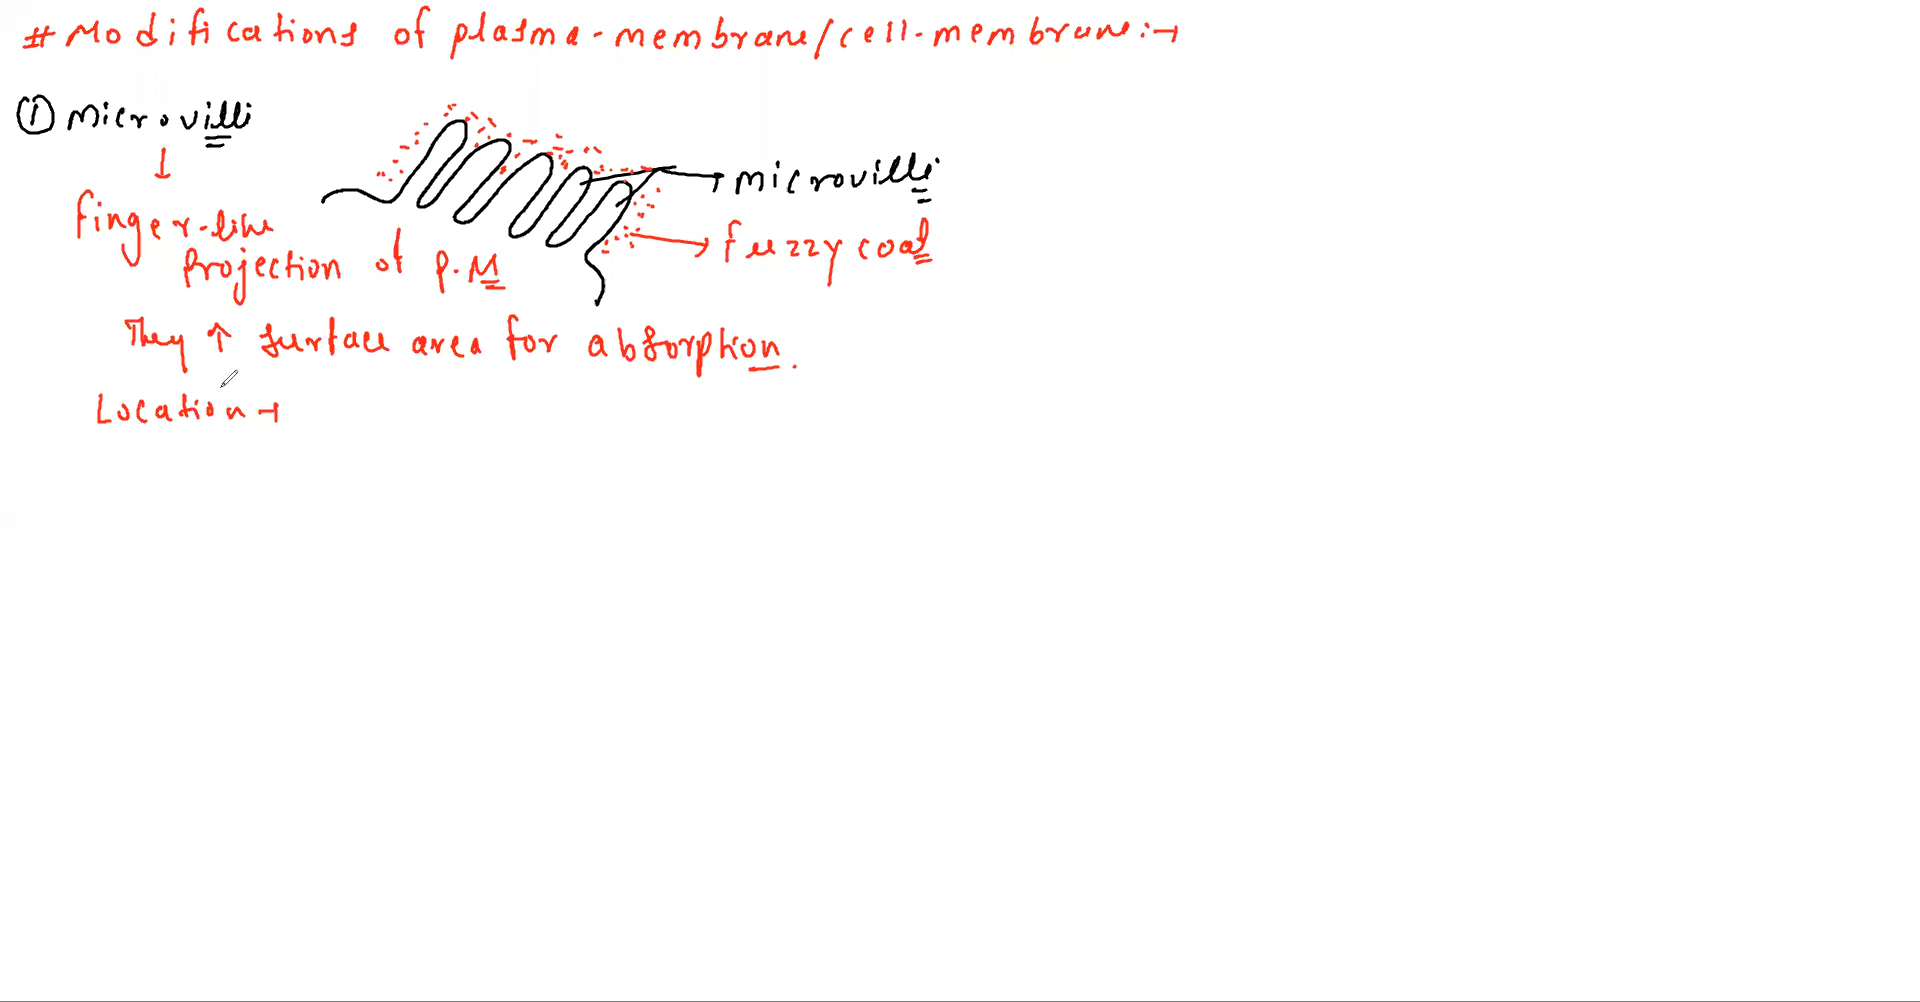 # Modifications of plasma-membrane/cell-membrane:→
① Microvilli
↓
→ microvilli
finger-like
Projection of P.M
→ fuzzy coat
They ↑ surface area for absorption.
Location →